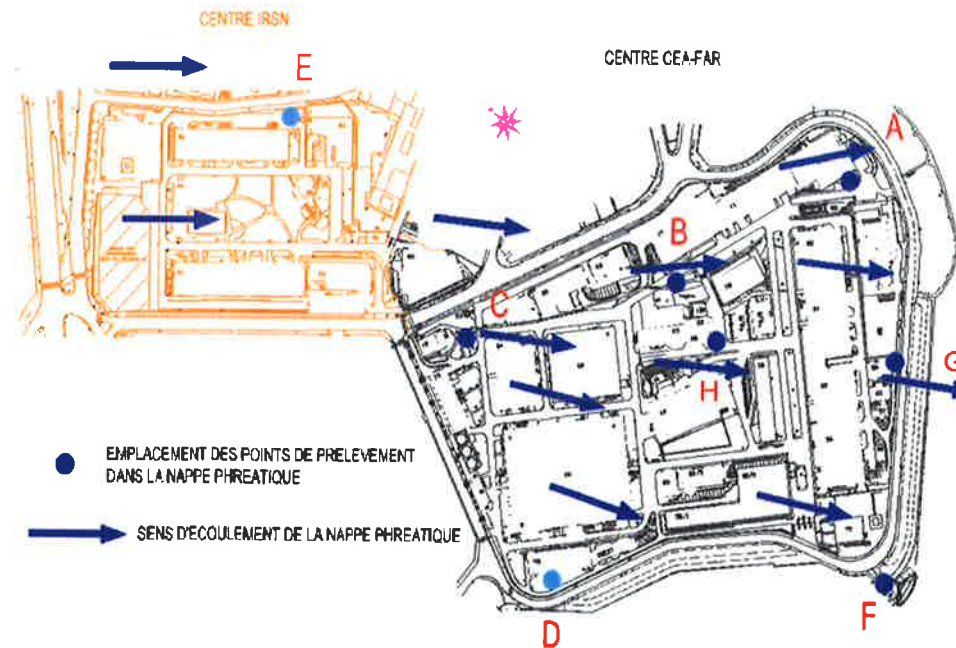 CENTRE IRSN
E
CENTRE CEA-FAR
A
B
C
G
H
EMPLACEMENT DES POINTS DE PRELEVEMENT
DANS LA NAPPE PHREATIQUE
SENS D'ECOULEMENT DE LA NAPPE PHREATIQUE
D
F